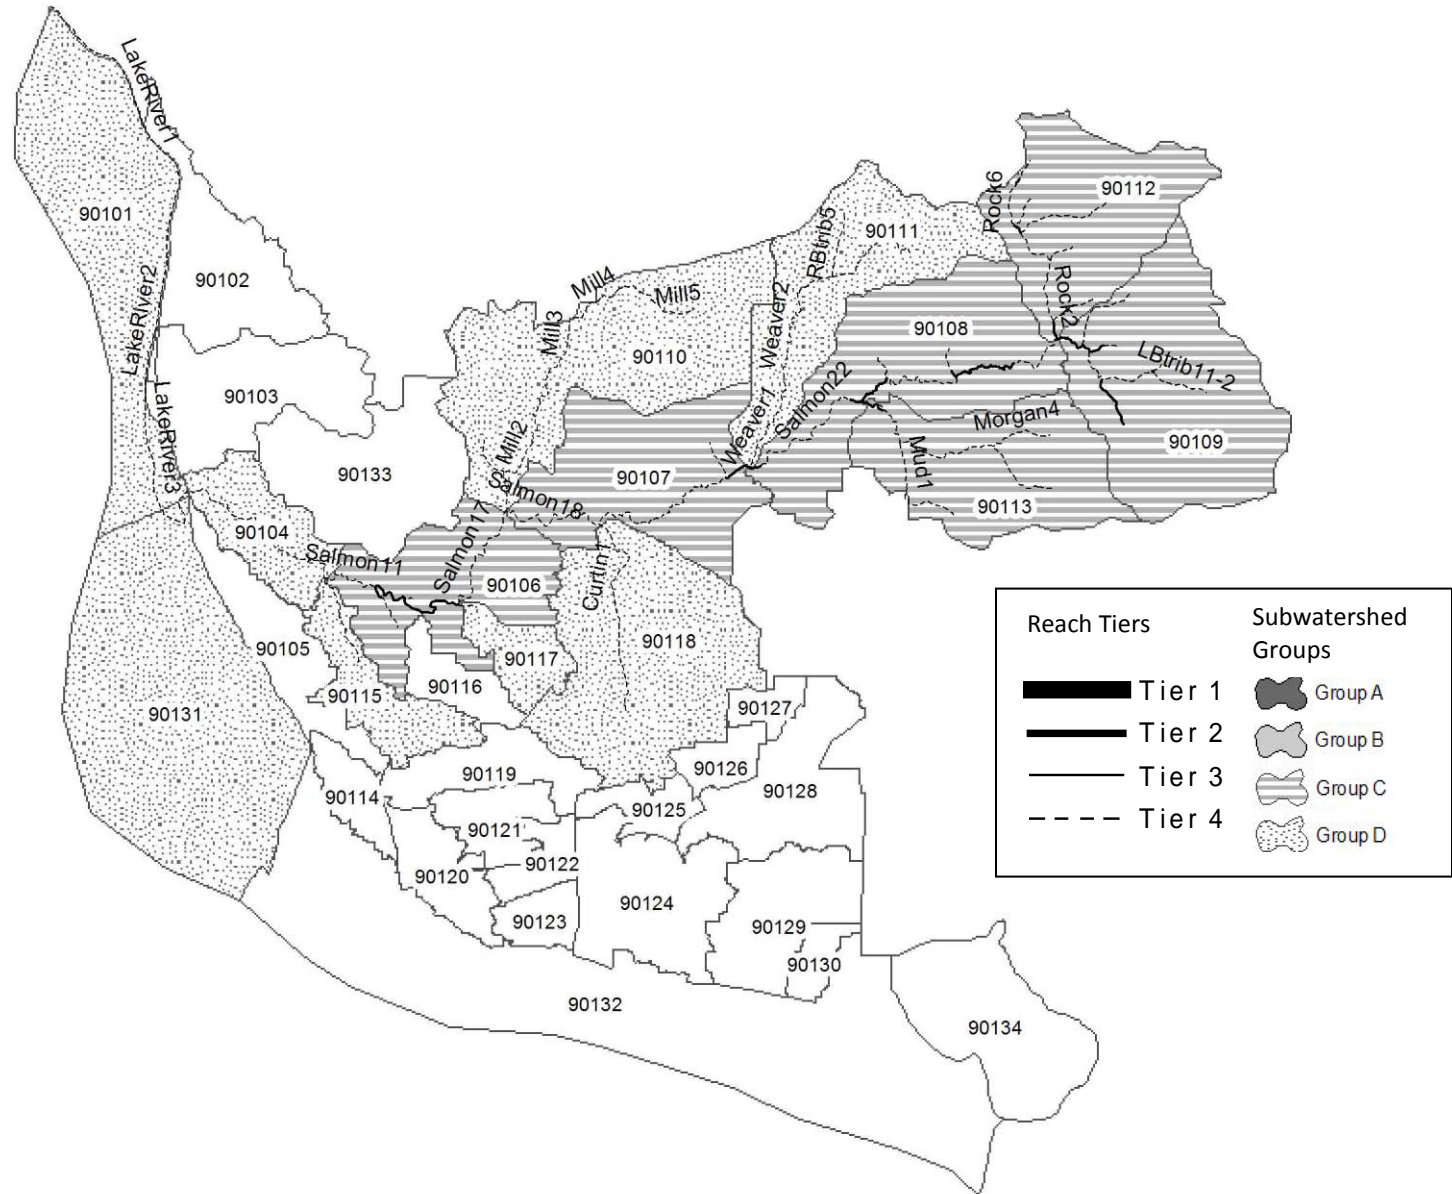 LakeRiver1
Rock6
90112
90101
RBtrib5
90111
LakeRiver2
90102
Mill4
Mill5
Rock2
Weaver2
Mill3
90108
90110
LBtrib11-2
90103
LakeRiver3
Salmon22
Weaver1
Morgan4
Mill2
Mud1
90109
90133
90107
Salmon18
90113
Salmon17
90104
Salmon11
90106
Curtin1
90105
90117
90118
90116
90115
90131
90127
90119
90126
90114
90125
90128
90121
90122
90120
90124
90123
90129
90130
90132
90134
Reach Tiers
Tier 1
Tier 2
Tier 3
Tier 4
Subwatershed
Groups
Group A
Group B
Group C
Group D